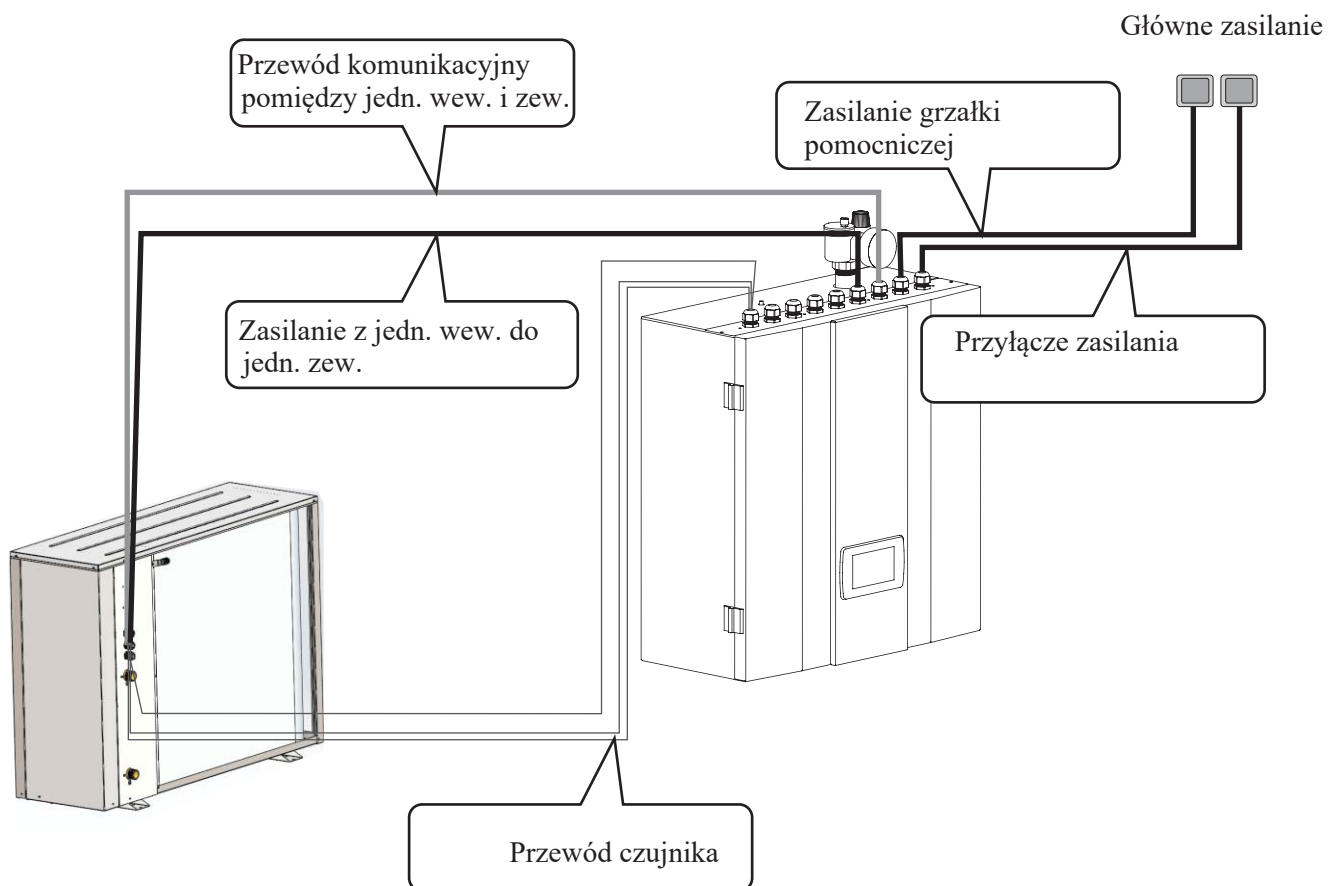 Główne zasilanie
Przewód komunikacyjny
pomiędzy jedn. wew. i zew.
Zasilanie grzałki
pomocniczej
Zasilanie z jedn. wew. do
jedn. zew.
Przyłącze zasilania
Przewód czujnika